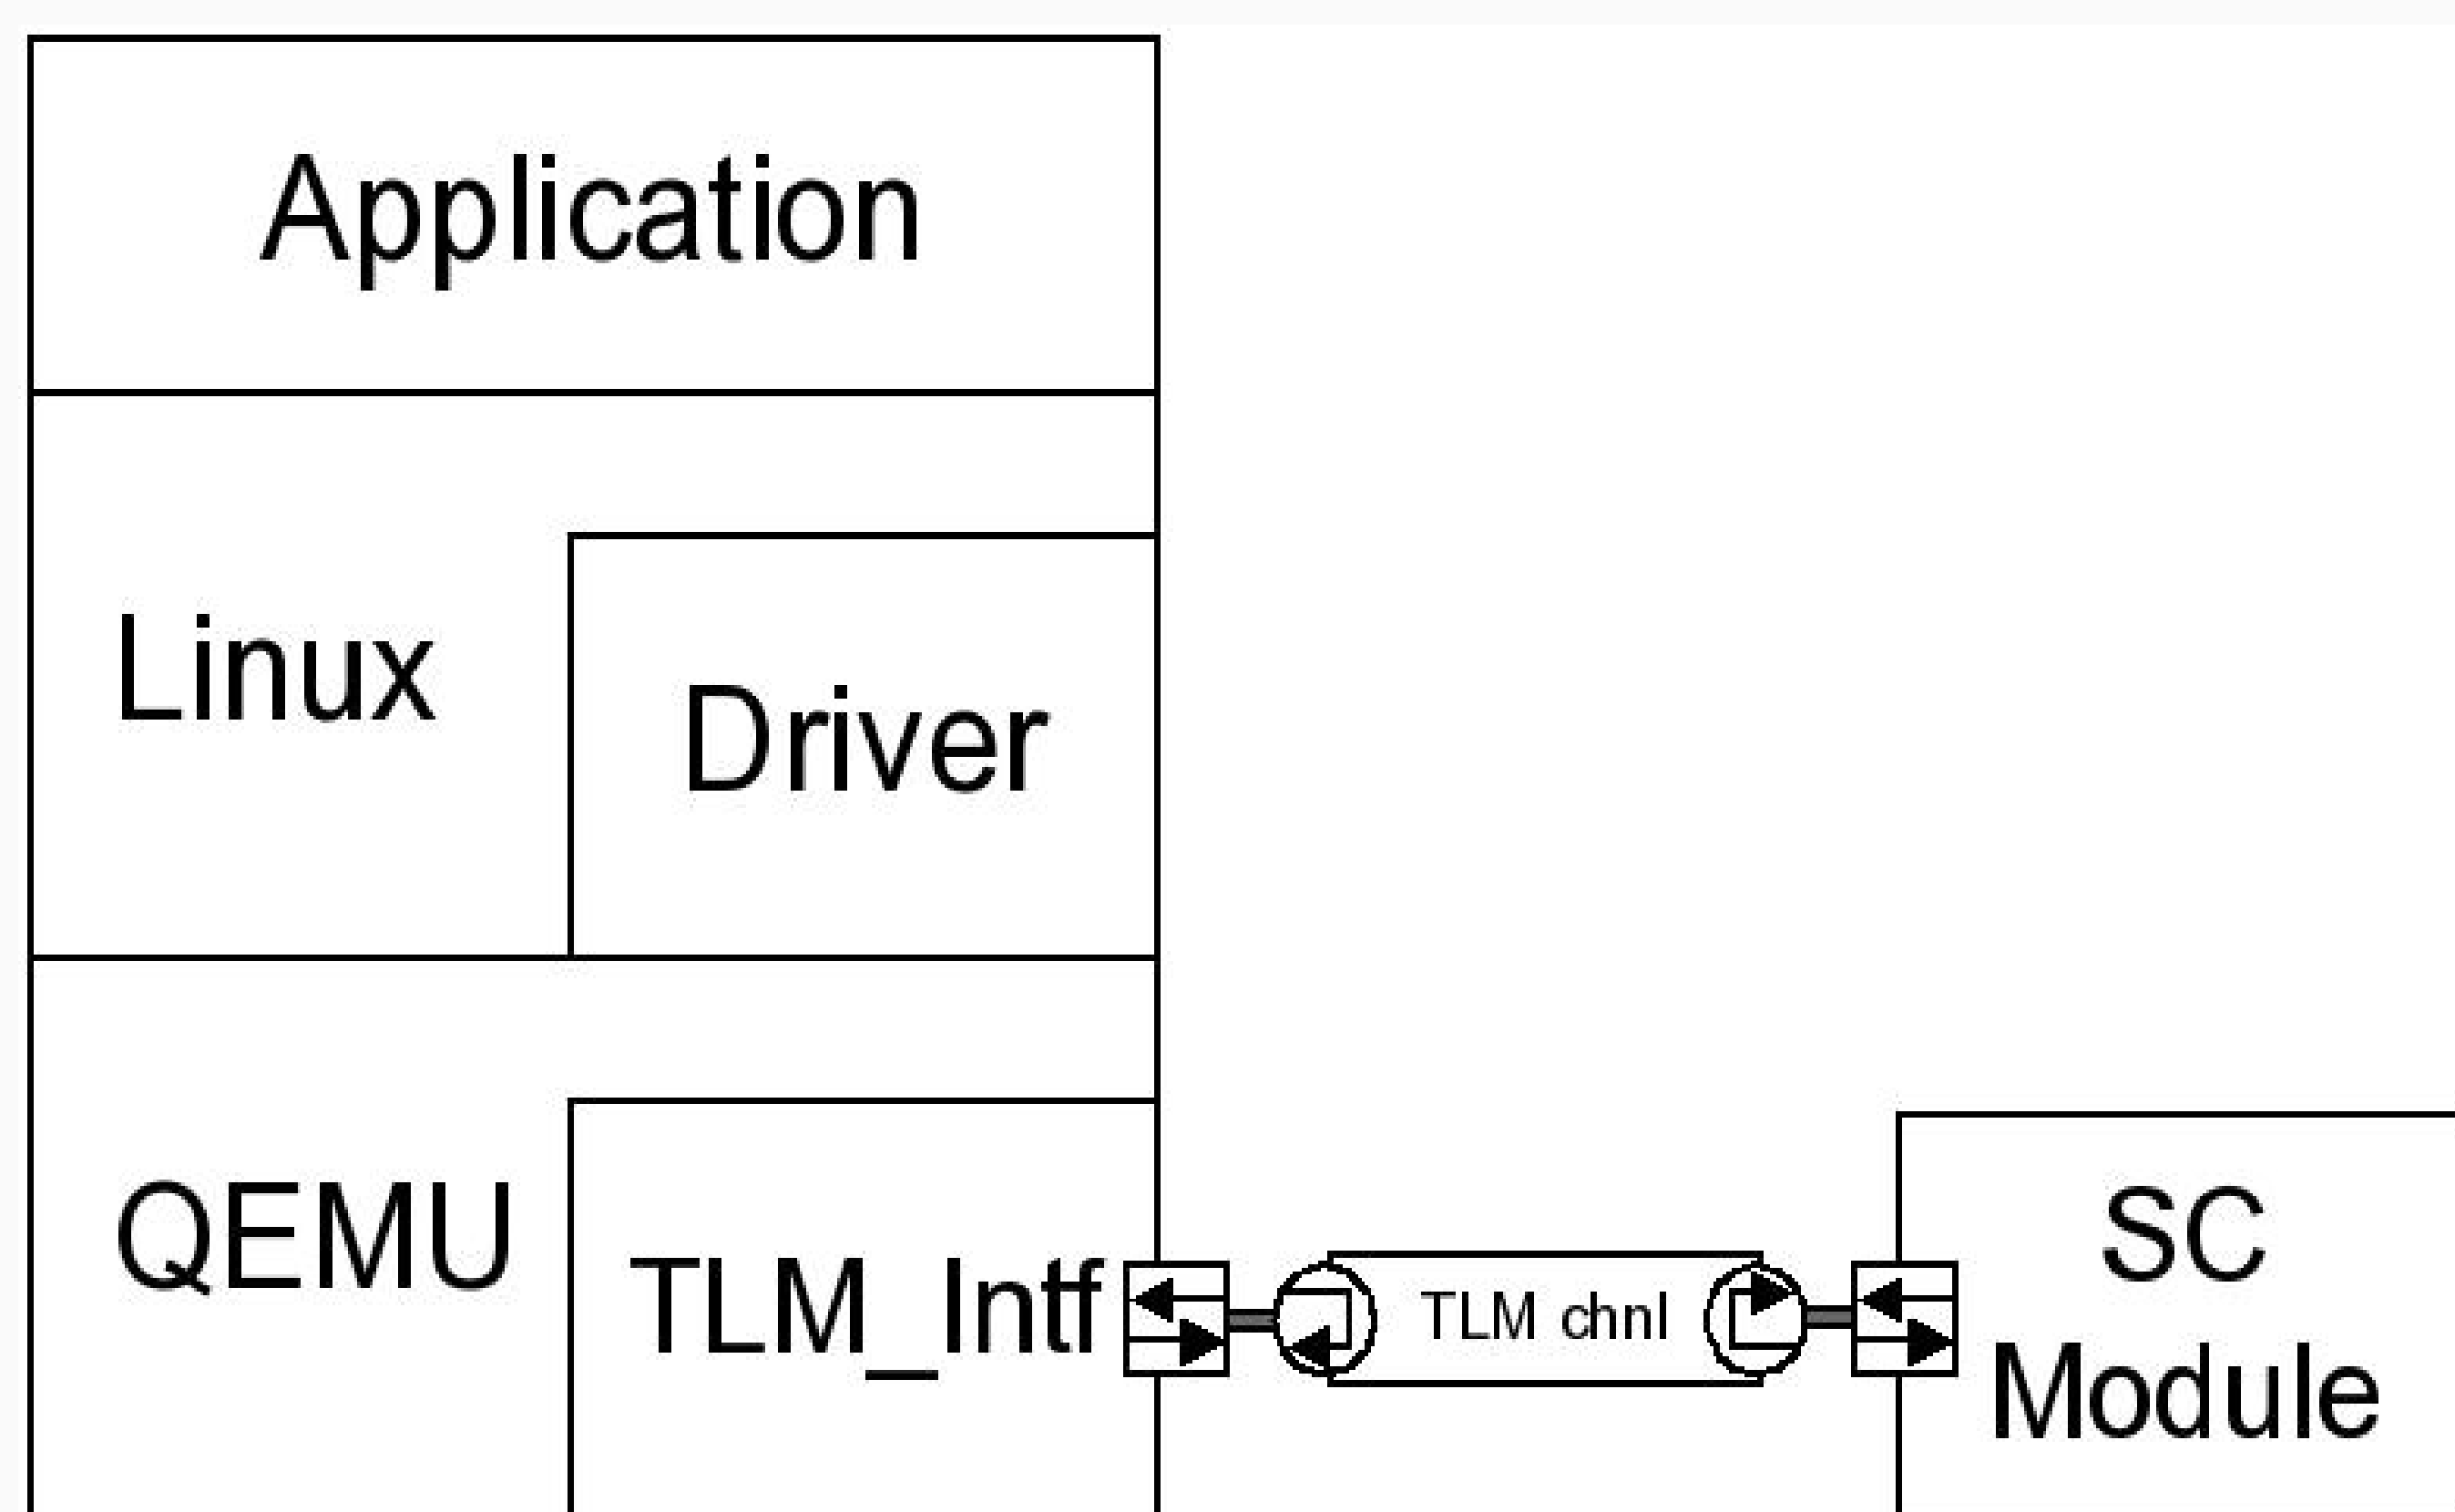 Application
Linux
Driver
QEMU
TLM_Intf
TLM chnl
SC
Module